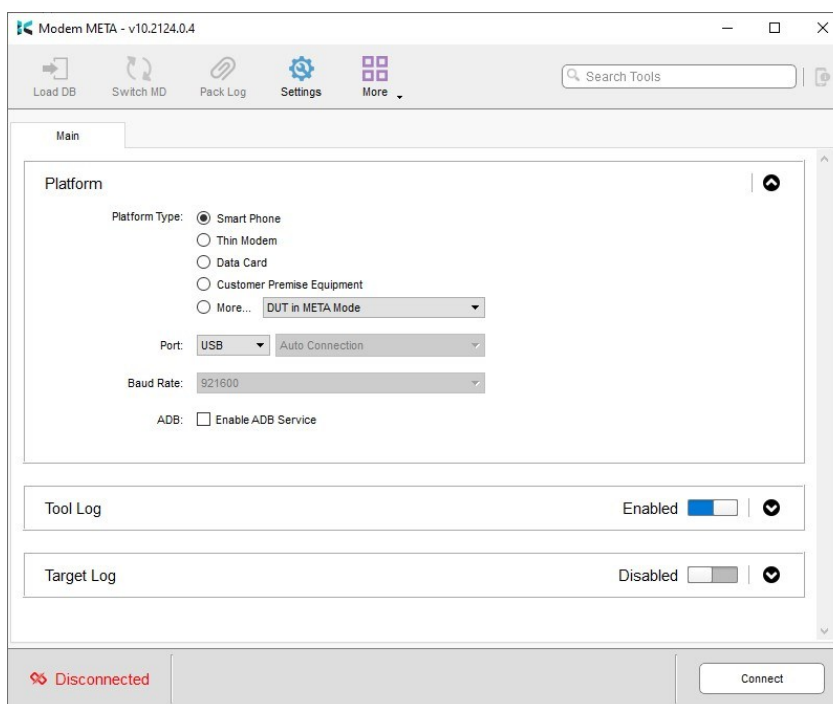 Modem META - v10.2124.0.4
Load DB Switch MD Pack Log Settings More Search Tools
Main
Platform
Platform Type: Smart Phone
Thin Modem
Data Card
Customer Premise Equipment
More... DUT in META Mode
Port: USB Auto Connection
Baud Rate: 921600
ADB: Enable ADB Service
Tool Log Enabled
Target Log Disabled
Disconnected Connect